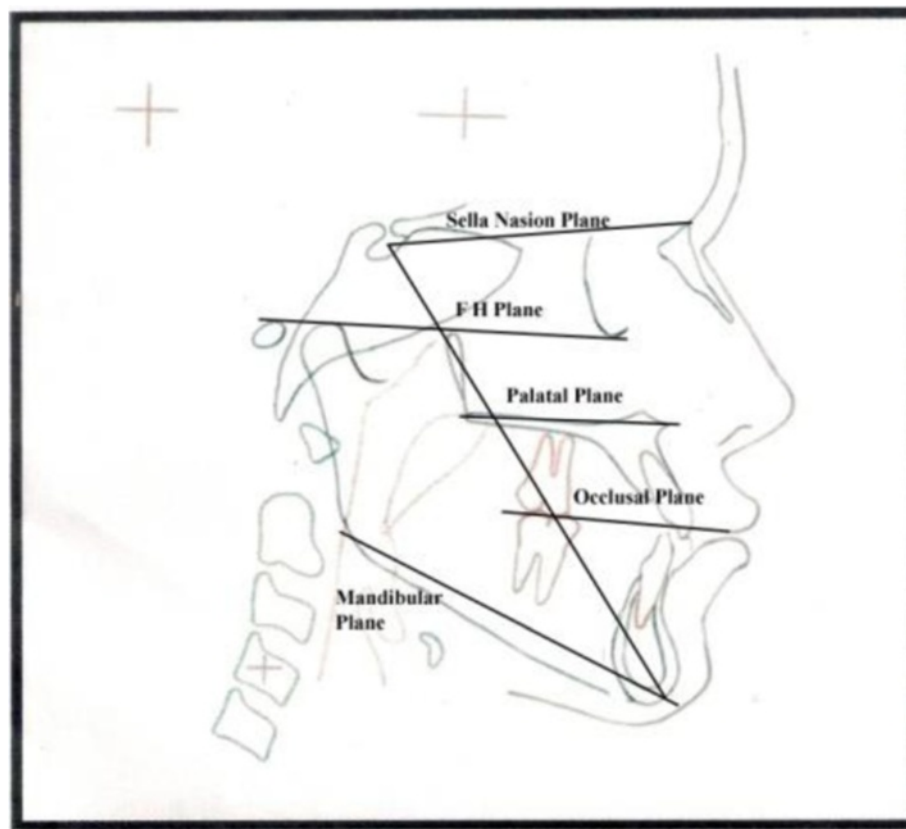 Sella Nasion Plane
F H Plane
Palatal Plane
Occlusal Plane
Mandibular
Plane